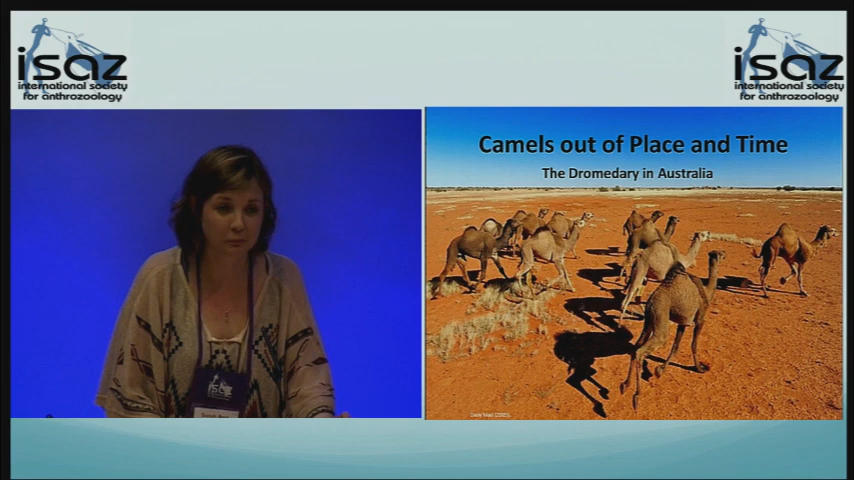 isaz
international society
for anthrozoology
isaz
international society
for anthrozoology
Camels out of Place and Time
The Dromedary in Australia
isaz